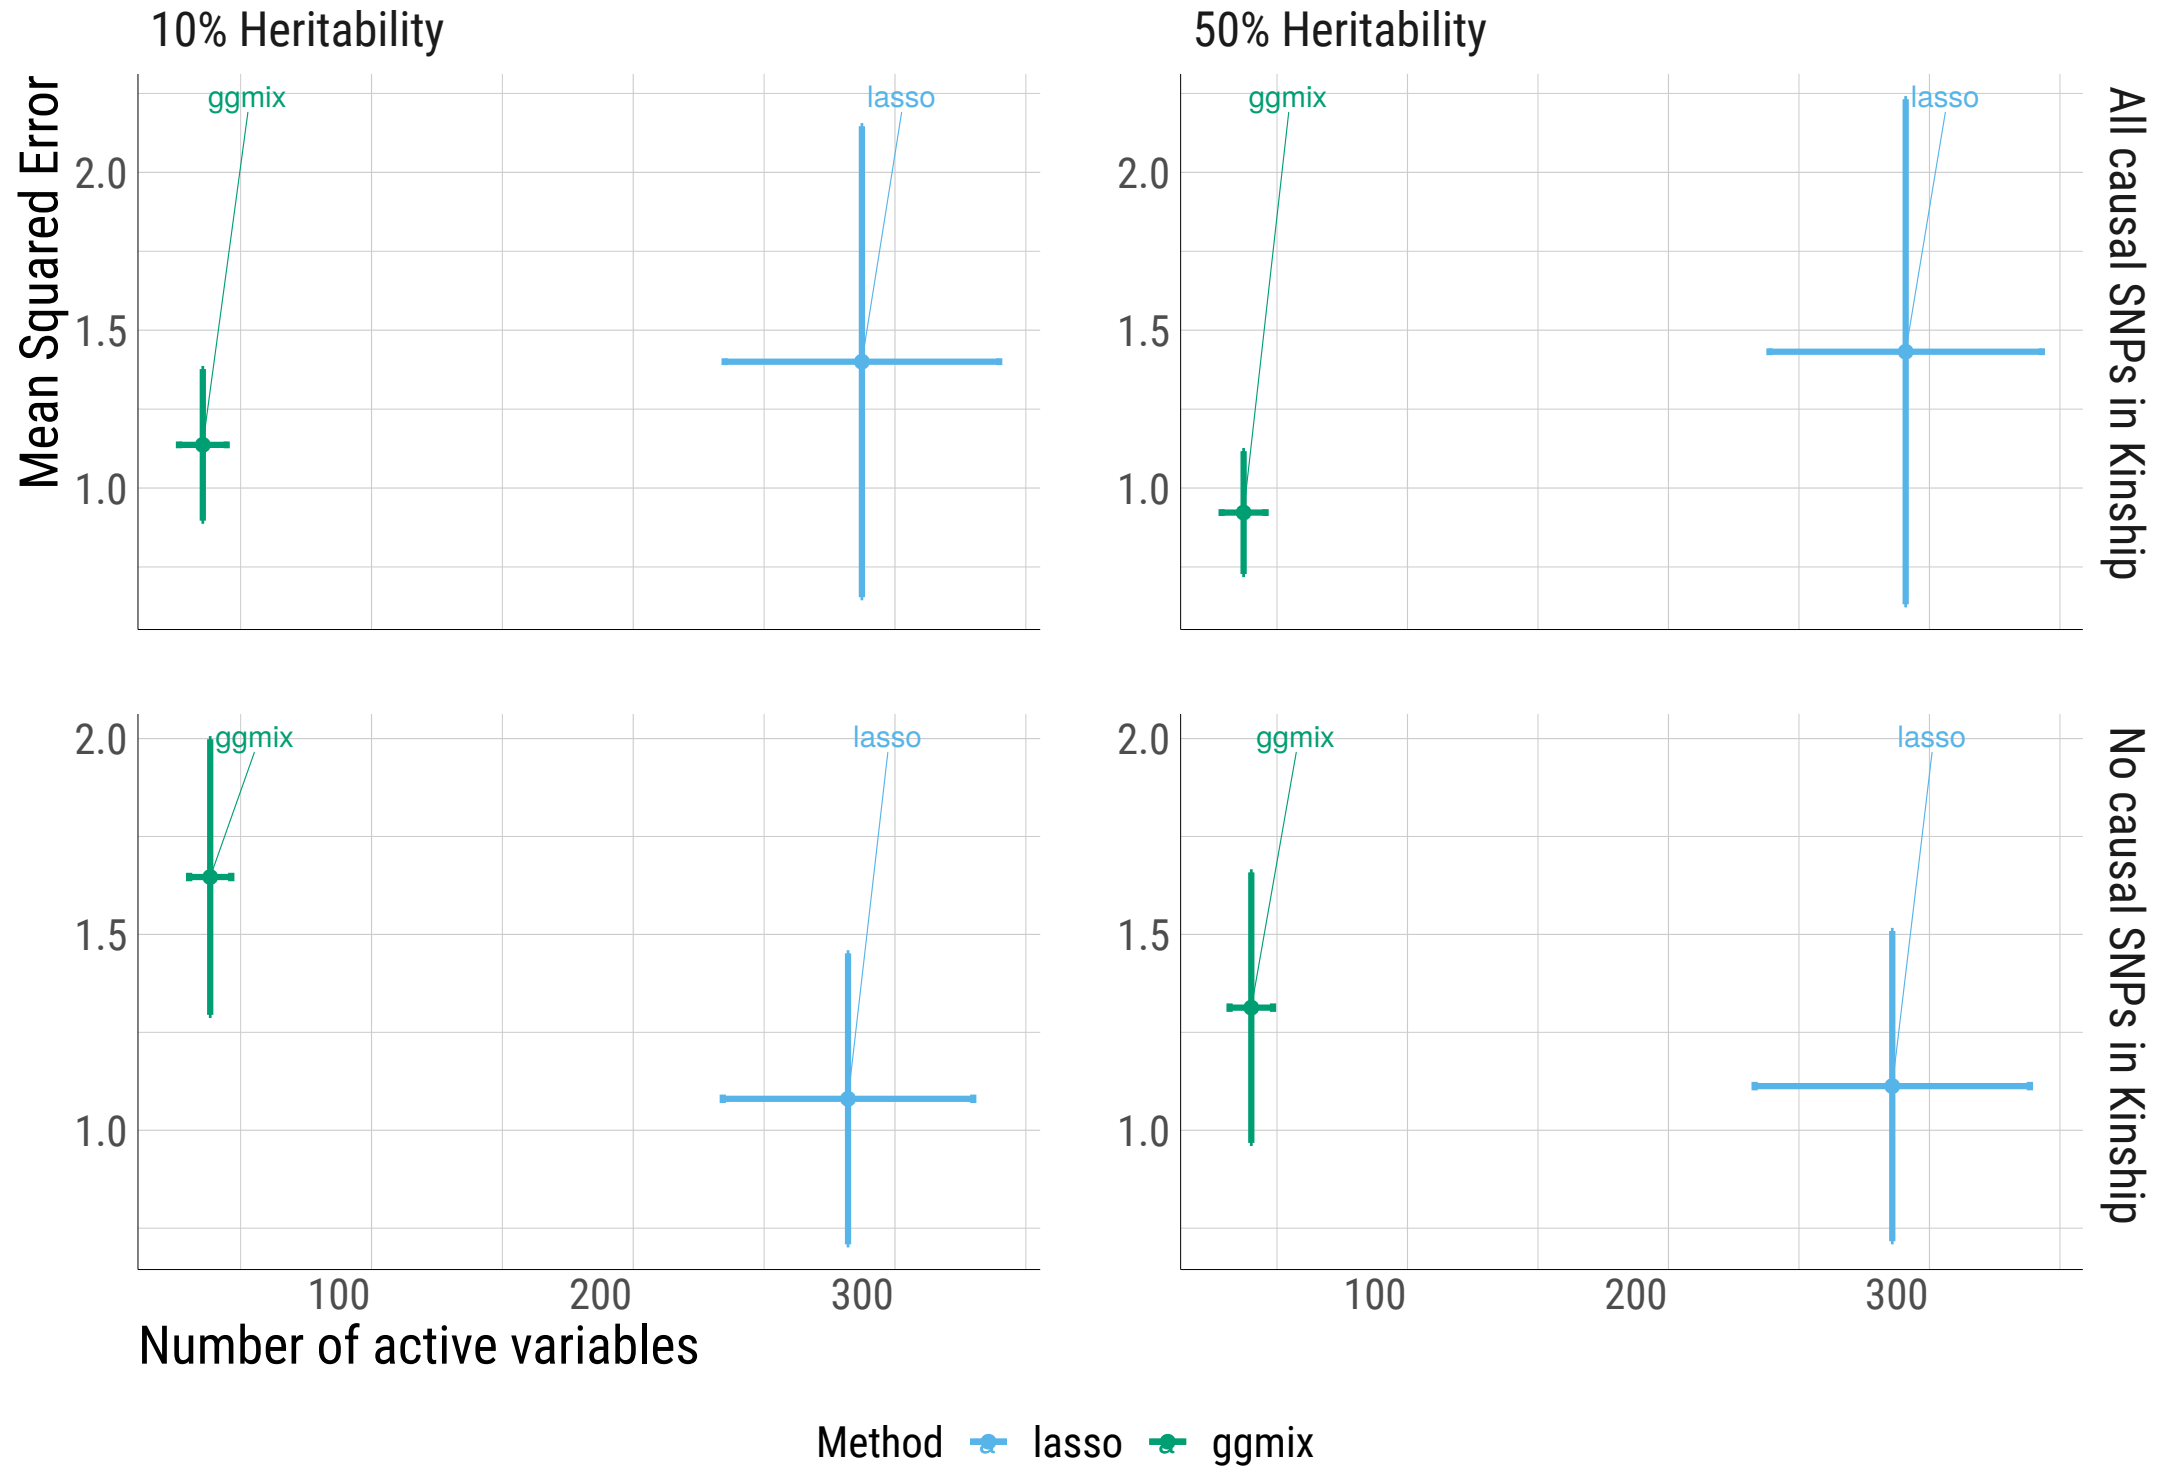 10% Heritability
50% Heritability
Mean Squared Error
2.0
1.5
1.0
ggmix
lasso
2.0
1.5
1.0
ggmix
lasso
All causal SNPs in Kinship
2.0
1.5
1.0
ggmix
lasso
2.0
1.5
1.0
ggmix
lasso
No causal SNPs in Kinship
100 200 300
100 200 300
Number of active variables
Method lasso ggmix